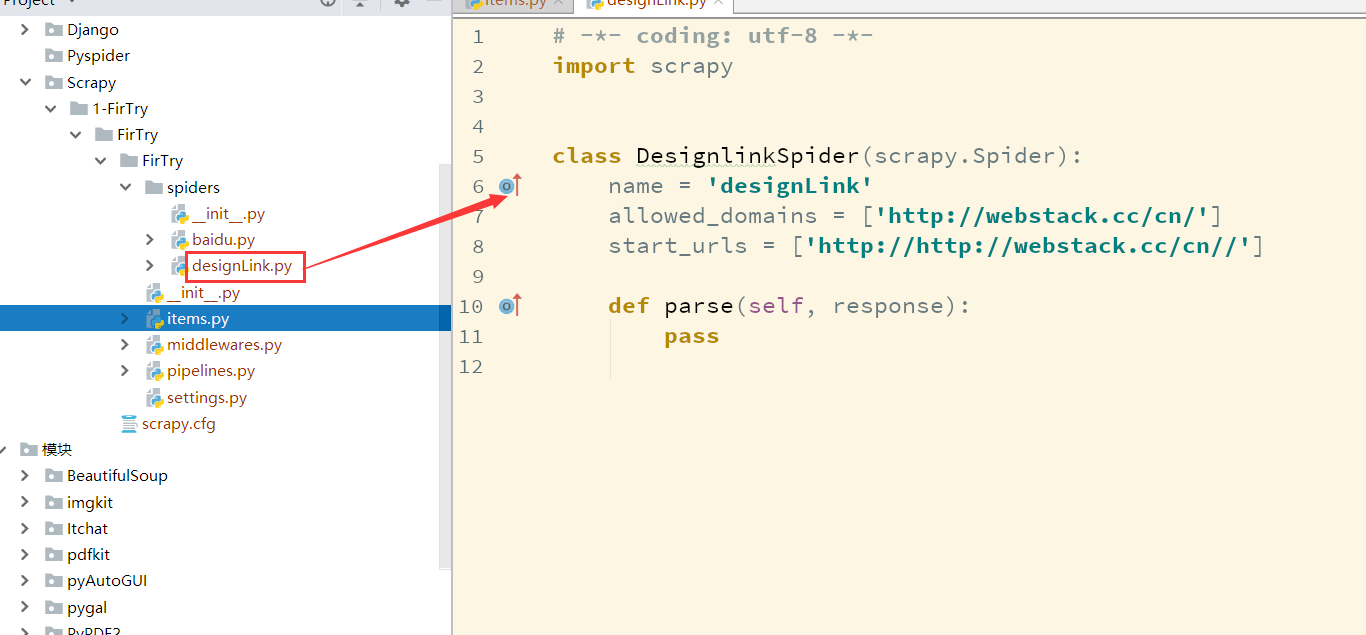 Project
Django
Pyspider
Scrapy
1-FirTry
FirTry
FirTry
spiders
__init__.py
baidu.py
designLink.py
__init__.py
items.py
middlewares.py
pipelines.py
settings.py
scrapy.cfg
模块
BeautifulSoup
imgkit
Itchat
pdfkit
pyAutoGUI
pygal
PyPDF2
items.py
designLink.py
1 # -*- coding: utf-8 -*-
2 import scrapy
3
4
5 class DesignlinkSpider(scrapy.Spider):
6 name = 'designLink'
7 allowed_domains = ['http://webstack.cc/cn/']
8 start_urls = ['http://http://webstack.cc/cn//']
9
10 def parse(self, response):
11 pass
12